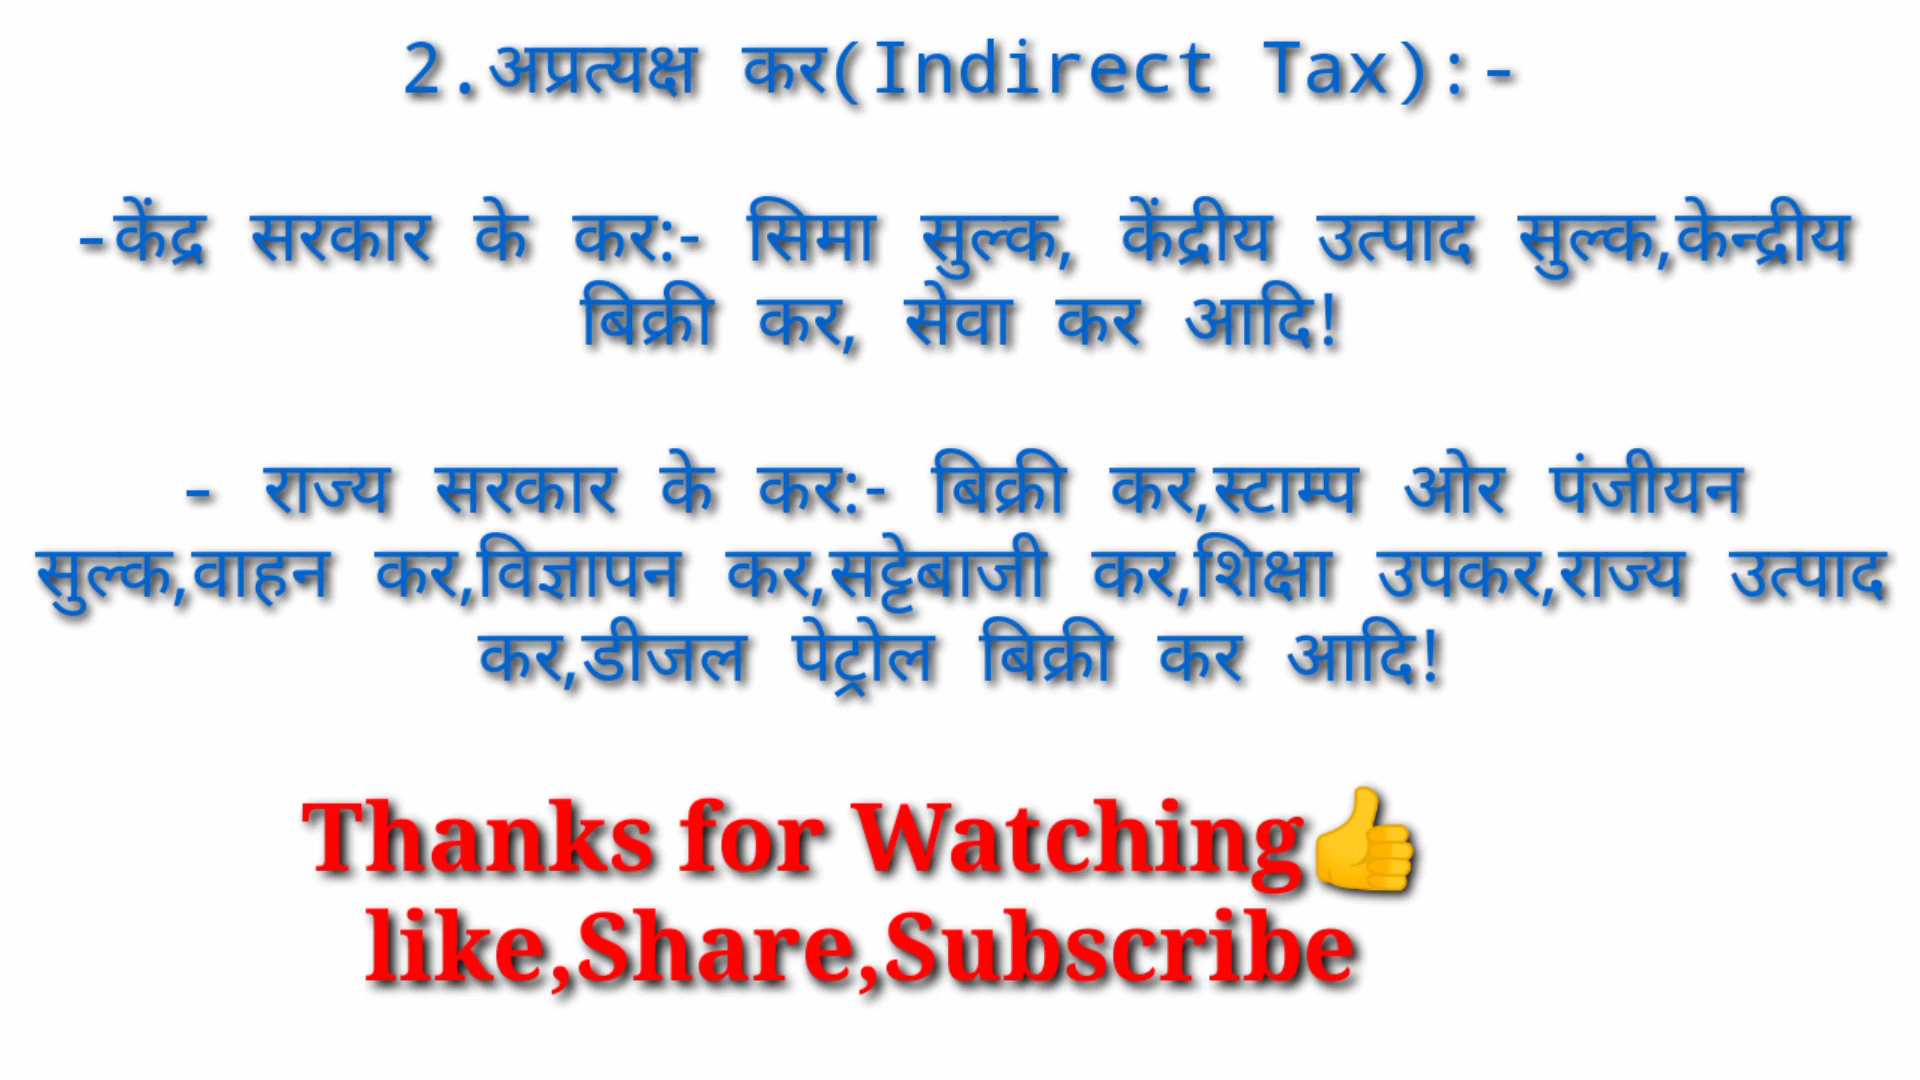 2.अप्रत्यक्ष कर(Indirect Tax):-
-केंद्र सरकार के कर:- सिमा सुल्क, केंद्रीय उत्पाद सुल्क,केन्द्रीय
बिक्री कर, सेवा कर आदि!
- राज्य सरकार के कर:- बिक्री कर,स्टाम्प ओर पंजीयन
सुल्क,वाहन कर,विज्ञापन कर,सट्टेबाजी कर,शिक्षा उपकर,राज्य उत्पाद
कर,डीजल पेट्रोल बिक्री कर आदि!
Thanks for Watching👍
like,Share,Subscribe